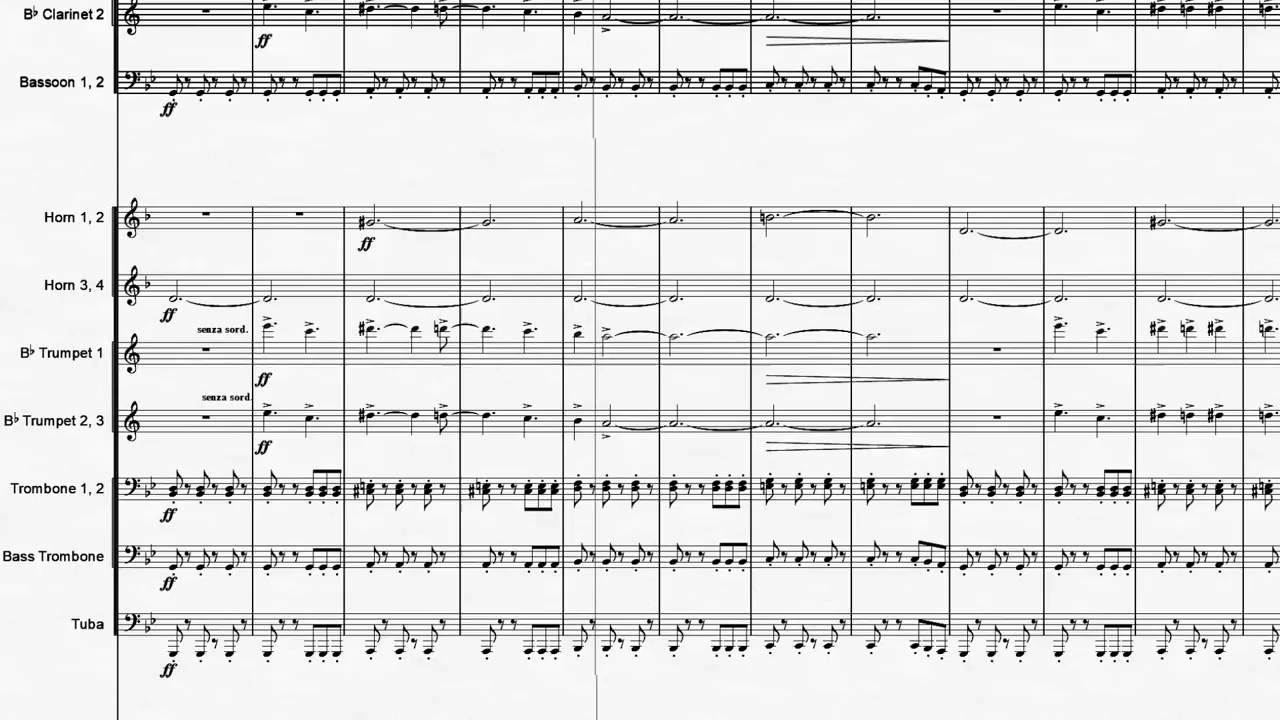 B♭ Clarinet 2
ff
Bassoon 1, 2
ff
Horn 1, 2
ff
Horn 3, 4
ff
senza sord.
B♭ Trumpet 1
ff
senza sord.
B♭ Trumpet 2, 3
ff
Trombone 1, 2
ff
Bass Trombone
ff
Tuba
ff